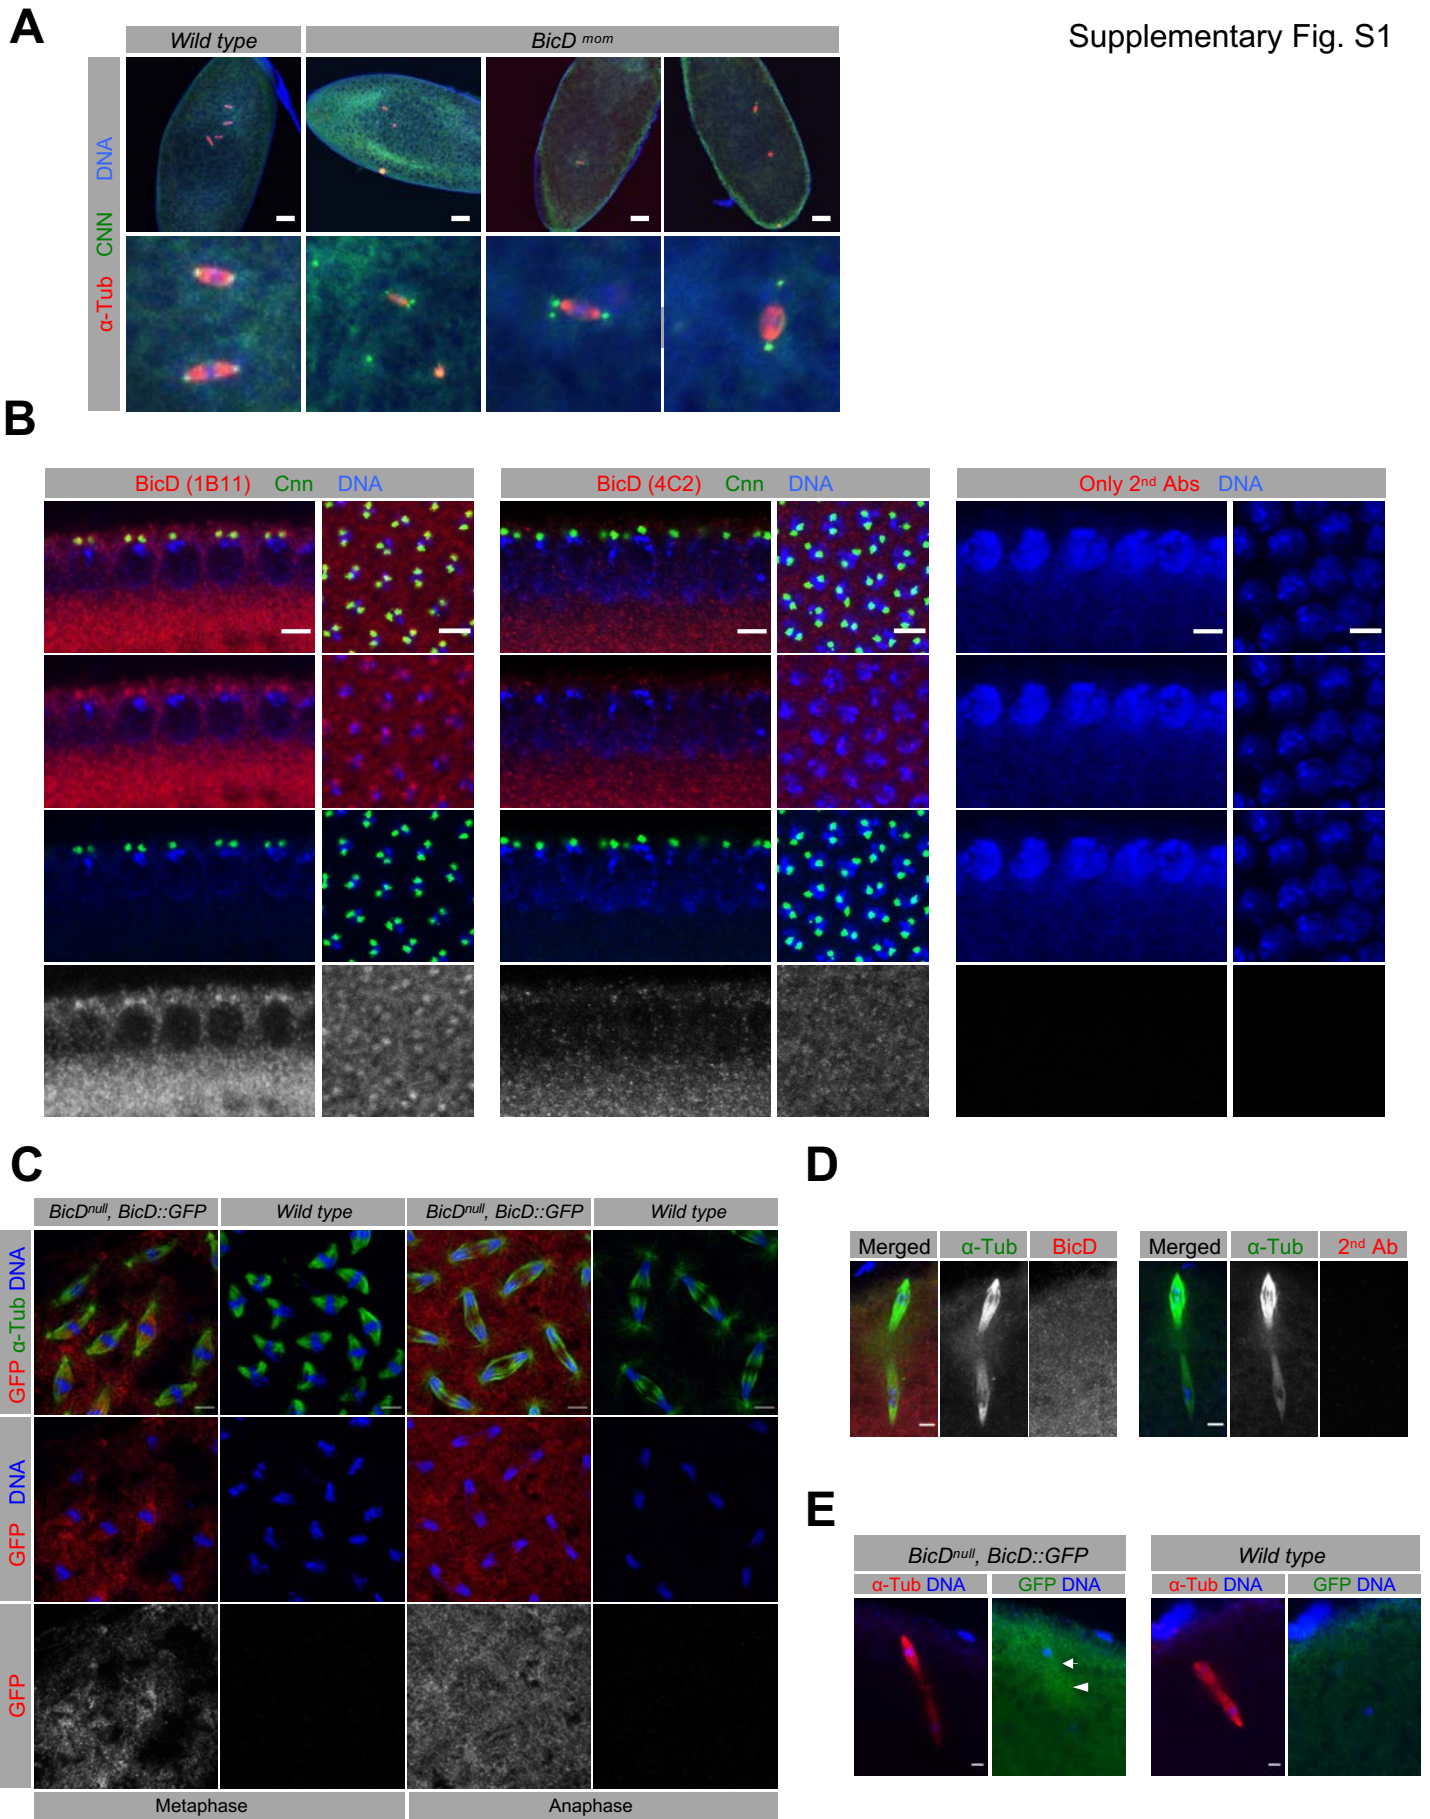 Supplementary Fig. S1
A
Wild type
BicD mom
α-Tub CNN DNA
B
BicD (1B11) Cnn DNA
BicD (4C2) Cnn DNA
Only 2nd Abs DNA
C
BicDnull, BicD::GFP
Wild type
BicDnull, BicD::GFP
Wild type
GFP α-Tub DNA
GFP DNA
GFP
Metaphase
Anaphase
D
Merged
α-Tub
BicD
Merged
α-Tub
2nd Ab
E
BicDnull, BicD::GFP
Wild type
α-Tub DNA
GFP DNA
α-Tub DNA
GFP DNA